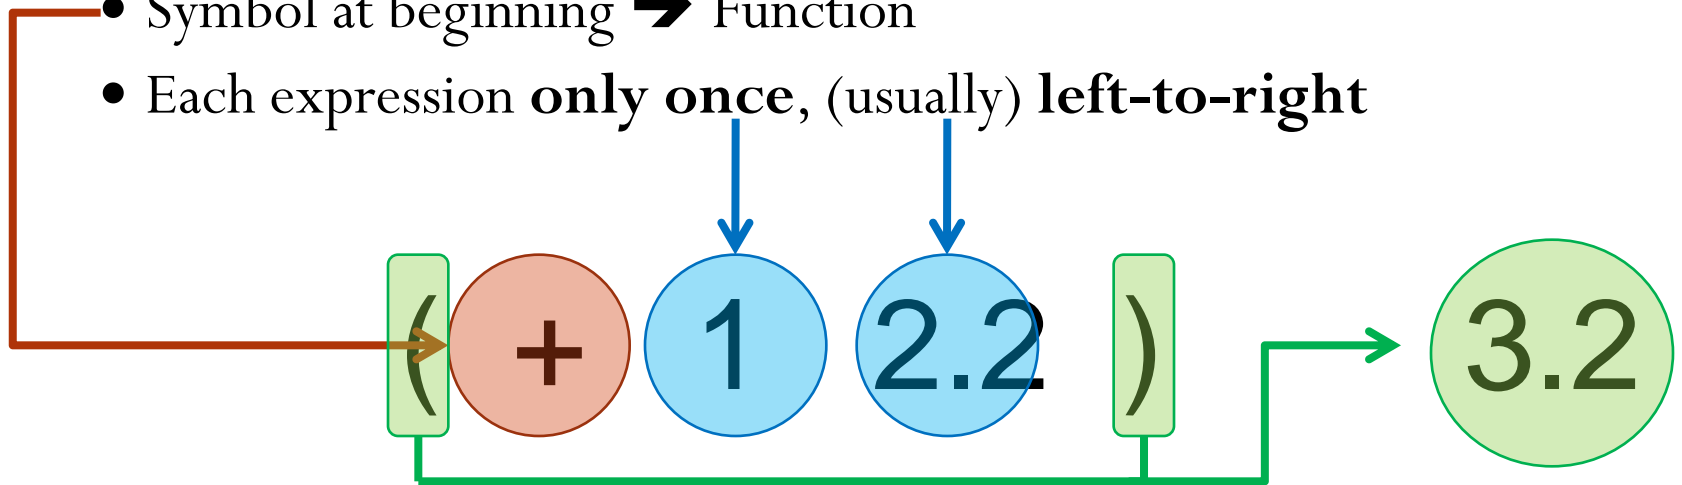 • Symbol at beginning ➔ Function
• Each expression only once, (usually) left-to-right
( + 1 2.2 ) 3.2